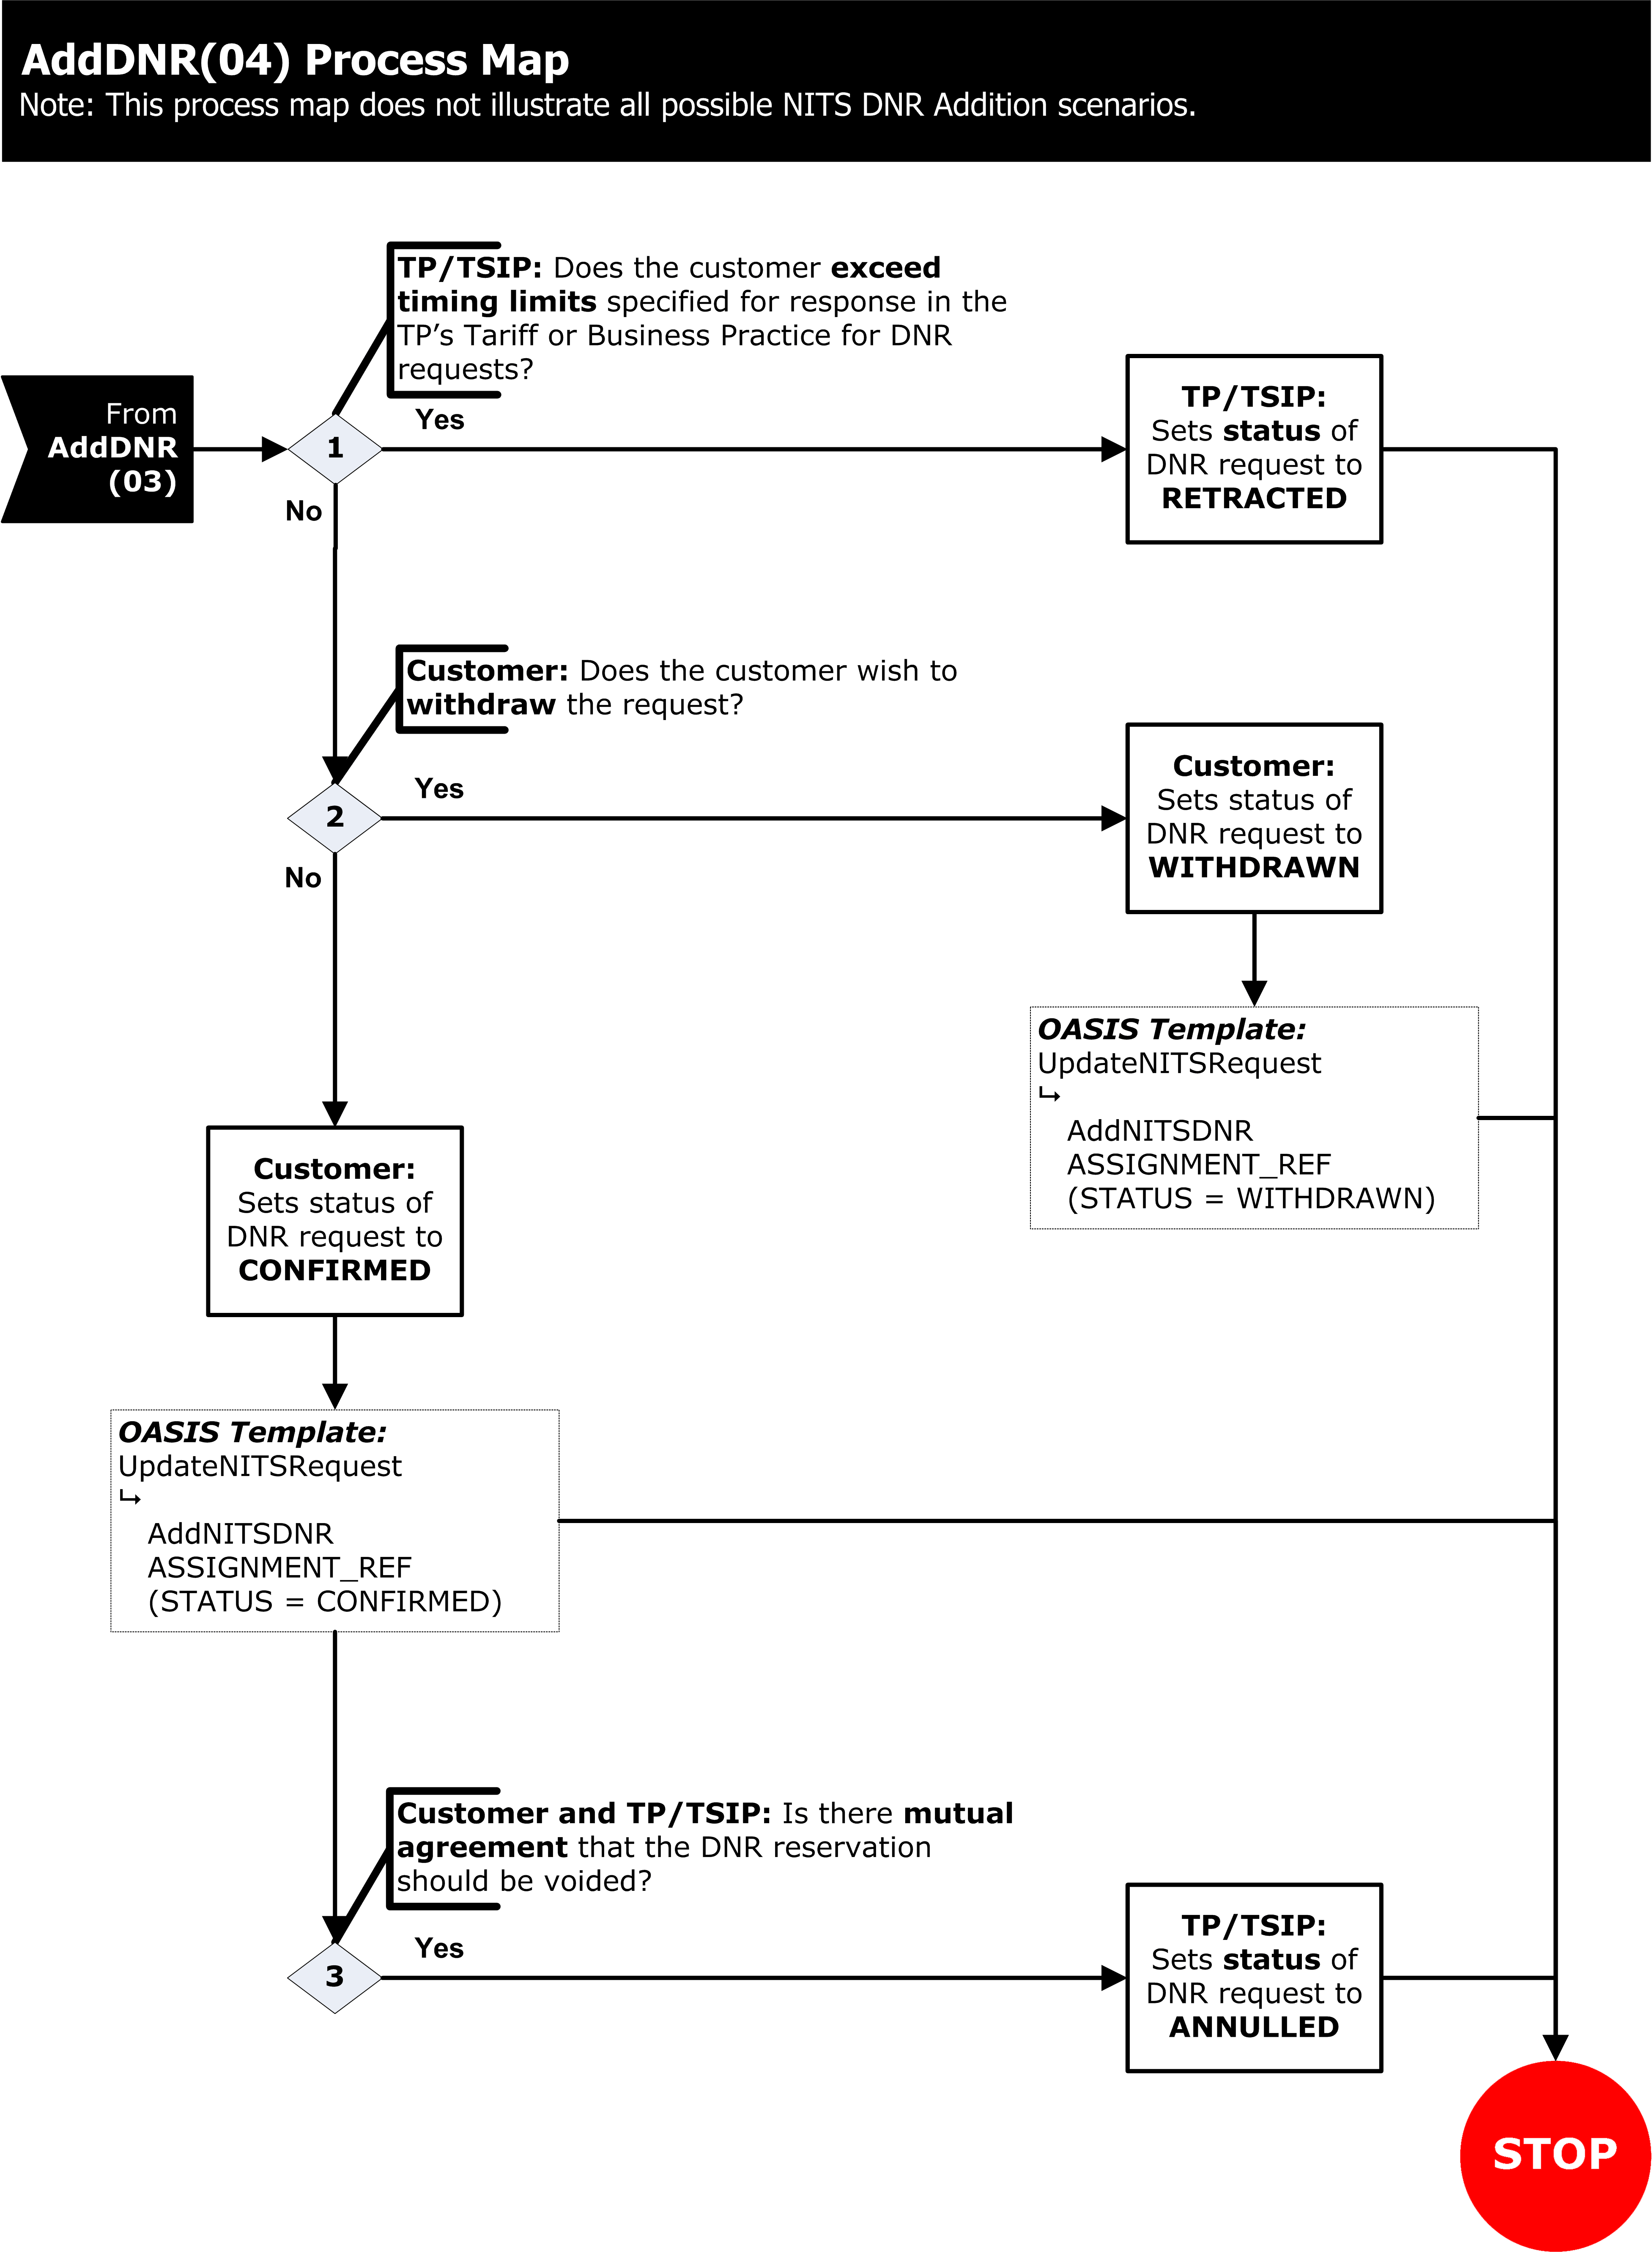 AddDNR(04) Process Map
Note: This process map does not illustrate all possible NITS DNR Addition scenarios.
TP/TSIP: Does the customer exceed
timing limits specified for response in the
TP’s Tariff or Business Practice for DNR
requests?
From
AddDNR
(03)
1
Yes
No
TP/TSIP:
Sets status of
DNR request to
RETRACTED
Customer: Does the customer wish to
withdraw the request?
2
Yes
No
Customer:
Sets status of
DNR request to
WITHDRAWN
OASIS Template:
UpdateNITSRequest
↳
AddNITSDNR
ASSIGNMENT_REF
(STATUS = WITHDRAWN)
Customer:
Sets status of
DNR request to
CONFIRMED
OASIS Template:
UpdateNITSRequest
↳
AddNITSDNR
ASSIGNMENT_REF
(STATUS = CONFIRMED)
Customer and TP/TSIP: Is there mutual
agreement that the DNR reservation
should be voided?
3
Yes
TP/TSIP:
Sets status of
DNR request to
ANNULLED
STOP